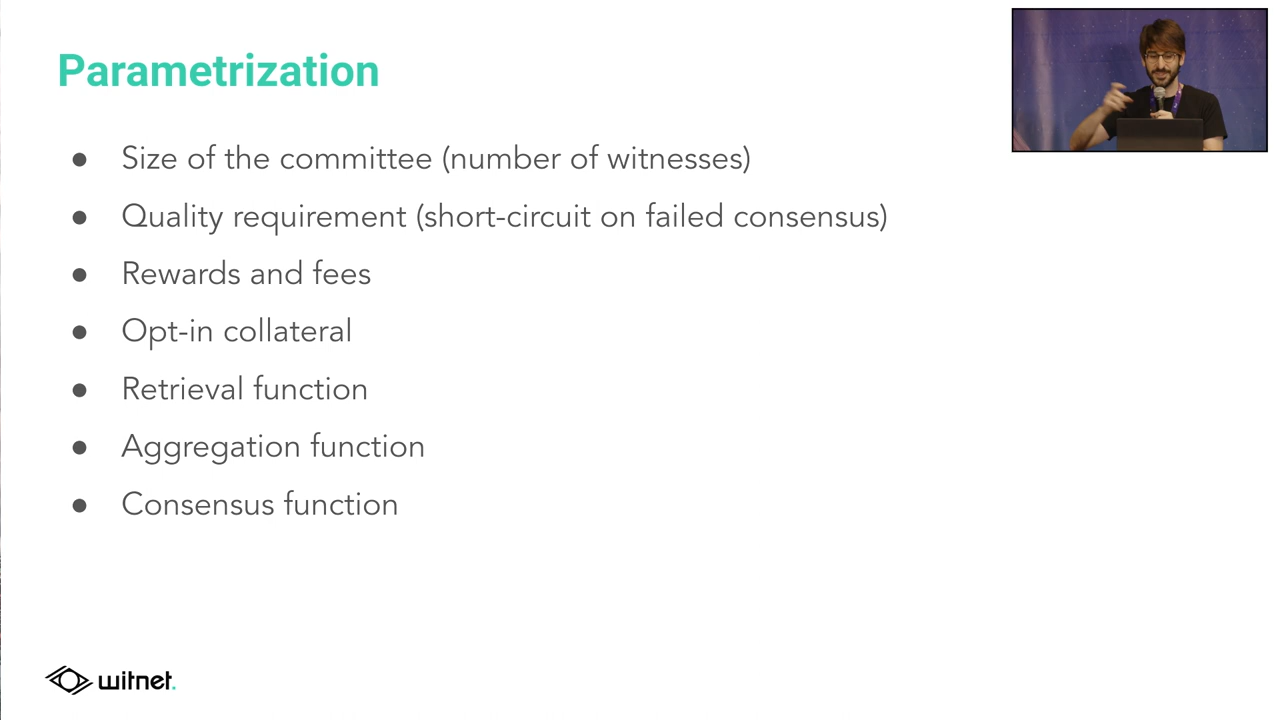 Parametrization
● Size of the committee (number of witnesses)
● Quality requirement (short-circuit on failed consensus)
● Rewards and fees
● Opt-in collateral
● Retrieval function
● Aggregation function
● Consensus function
witnet.